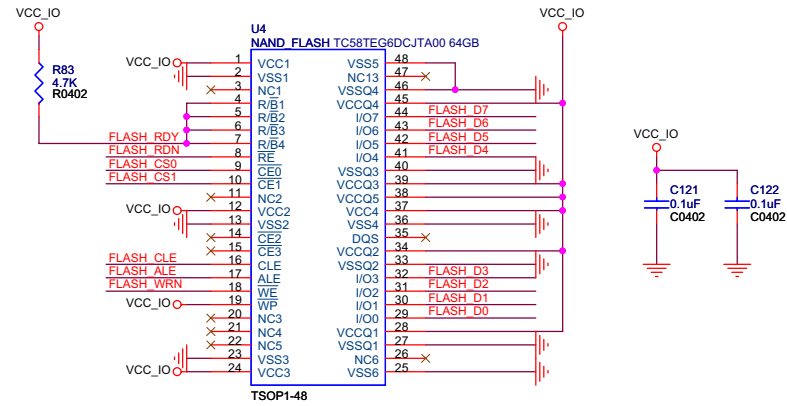 VCC_IO
VCC_IO
U4
NAND_FLASH TC58TEG6DCJTA00 64GB
R83
4.7K
R0402
VCC_IO 1 VCC1 VSS5 48
2 VSS1 NC13 47
3 NC1 VSSQ4 46
4 R/B1 VCCQ4 45
5 R/B2 I/O7 44 FLASH_D7
6 R/B3 I/O6 43 FLASH_D6
FLASH_RDY 7 R/B4 I/O5 42 FLASH_D5
FLASH_RDN 8 RE I/O4 41 FLASH_D4
FLASH_CS0 9 CE0 VSSQ3 40
FLASH_CS1 10 CE1 VCCQ3 39
11 NC2 VCCQ5 38
VCC_IO 12 VCC2 VCC4 37
13 VSS2 VSS4 36
14 CE2 DQS 35
15 CE3 VCCQ2 34
FLASH_CLE 16 CLE VSSQ2 33
FLASH_ALE 17 ALE I/O3 32 FLASH_D3
FLASH_WRN 18 WE I/O2 31 FLASH_D2
VCC_IO 19 WP I/O1 30 FLASH_D1
20 NC3 I/O0 29 FLASH_D0
21 NC4 VCCQ1 28
22 NC5 VSSQ1 27
23 VSS3 NC6 26
VCC_IO 24 VCC3 VSS6 25
TSOP1-48
VCC_IO
C121
0.1uF
C0402
C122
0.1uF
C0402